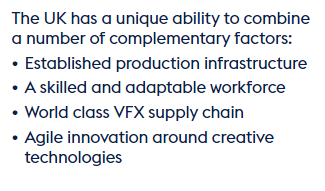 The UK has a unique ability to combine
a number of complementary factors:
• Established production infrastructure
• A skilled and adaptable workforce
• World class VFX supply chain
• Agile innovation around creative
technologies